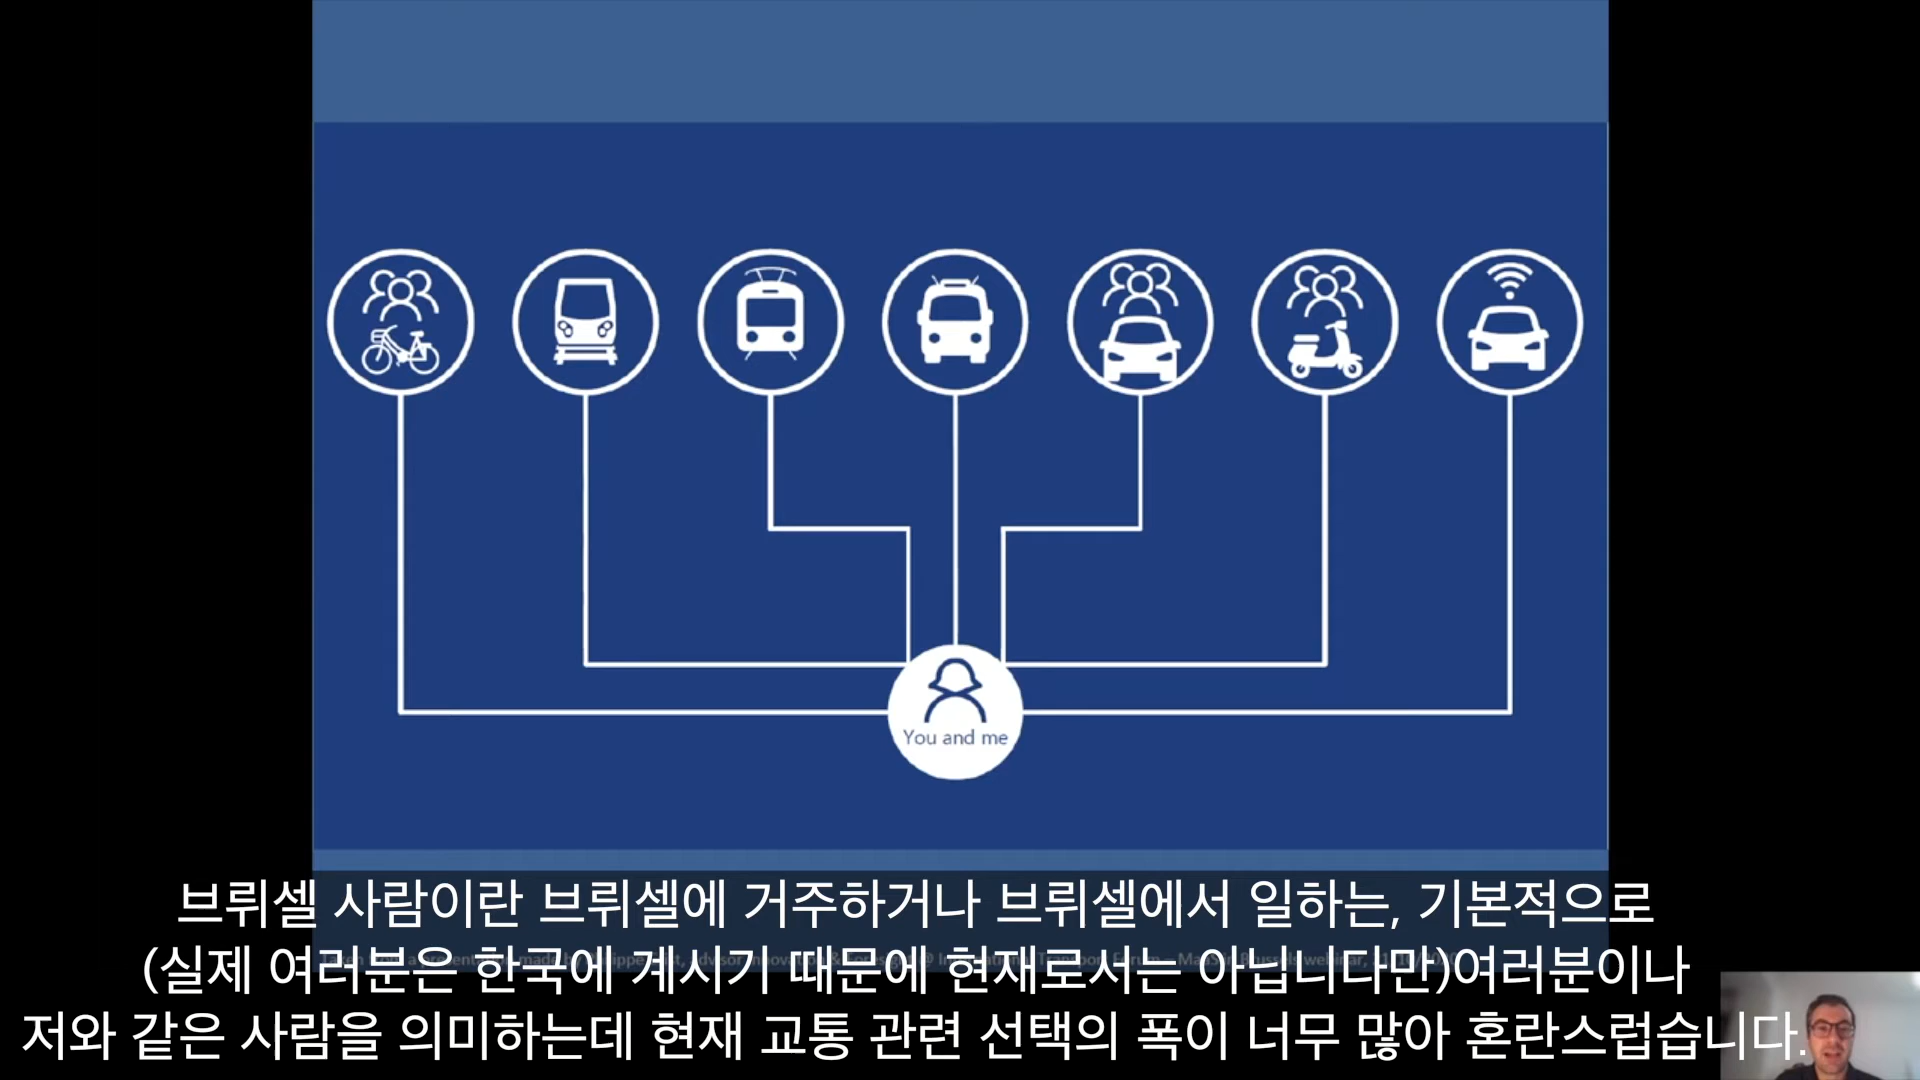 You and me
브뤼셀 사람이란 브뤼셀에 거주하거나 브뤼셀에서 일하는, 기본적으로
(실제 여러분은 한국에 계시기 때문에 현재로서는 아닙니다만)여러분이나
저와 같은 사람을 의미하는데 현재 교통 관련 선택의 폭이 너무 많아 혼란스럽습니다.